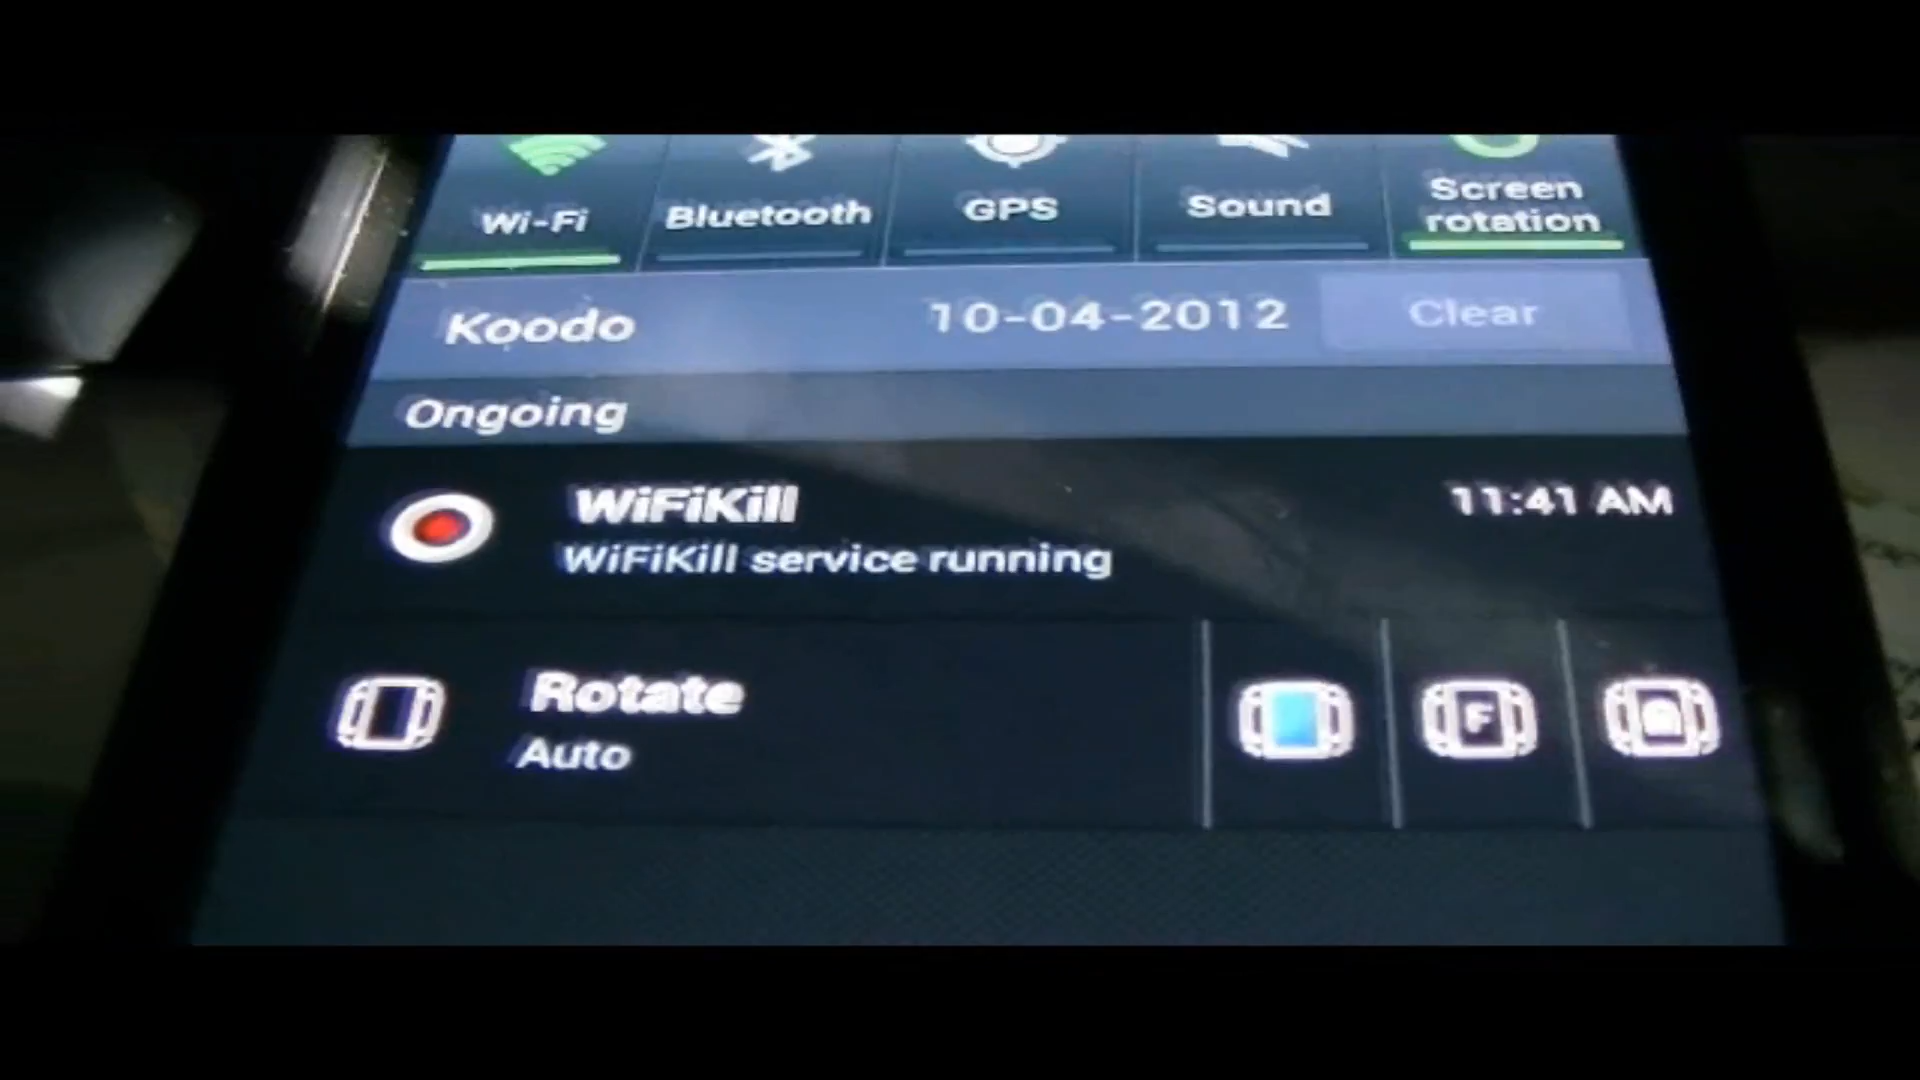 Wi-Fi
Bluetooth
GPS
Sound
Screen
rotation
Koodo
10-04-2012
Clear
Ongoing
WiFiKill
11:41 AM
WiFiKill service running
Rotate
F
Auto